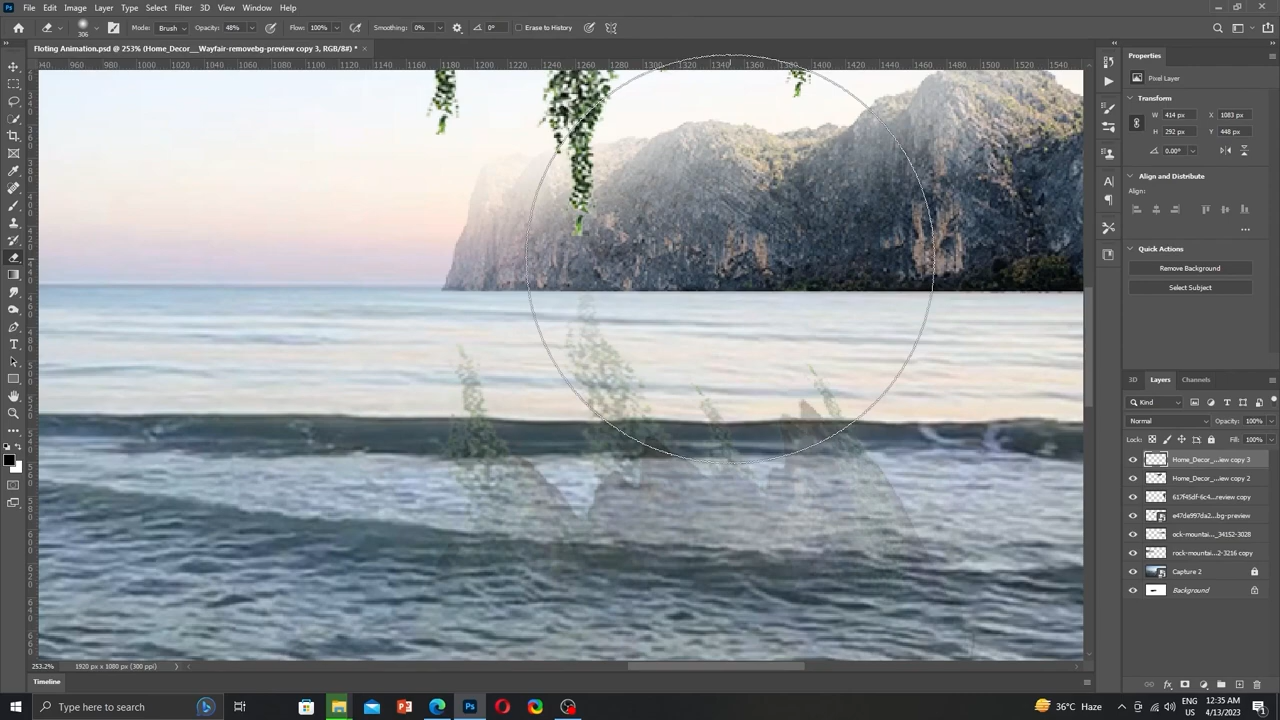 File Edit Image Layer Type Select Filter 3D View Window Help
306 Mode: Brush Opacity: 48% Flow: 100% Smoothing: 0% 0° Erase to History
Floting Animation.psd @ 253% (Home_Decor__Wayfair-removebg-preview copy 3, RGB/8#) * ×
940 960 980 1000 1020 1040 1060 1080 1100 1120 1140 1160 1180 1200 1220 1240 1260 1280 1300 1320 1340 1360 1380 1400 1420 1440 1460 1480 1500 1520 1540
Properties
Pixel Layer
Transform
W 414 px X 1083 px
H 292 px Y 448 px
0.00°
Align and Distribute
Align:
Quick Actions
Remove Background
Select Subject
3D Layers Channels
Kind
Normal Opacity: 100%
Lock: Fill: 100%
Home_Decor_...iew copy 3
Home_Decor_...iew copy 2
617f45df-6c4...review copy
e47de997da2...bg-preview
ock-mountai..._34152-3028
rock-mountai...2-3216 copy
Capture 2
Background
253.2% 1920 px x 1080 px (300 ppi)
Timeline
Type here to search
36°C Haze
ENG
US
12:35 AM
4/13/2023